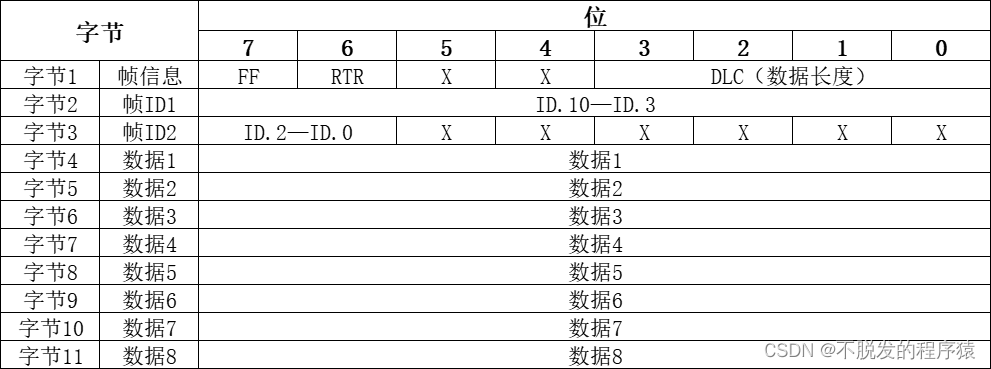 字节 位
7 6 5 4 3 2 1 0
字节1 帧信息 FF RTR X X DLC（数据长度）
字节2 帧ID1 ID.10—ID.3
字节3 帧ID2 ID.2—ID.0 X X X X X X
字节4 数据1 数据1
字节5 数据2 数据2
字节6 数据3 数据3
字节7 数据4 数据4
字节8 数据5 数据5
字节9 数据6 数据6
字节10 数据7 数据7
字节11 数据8 数据8
CSDN @不脱发的程序猿